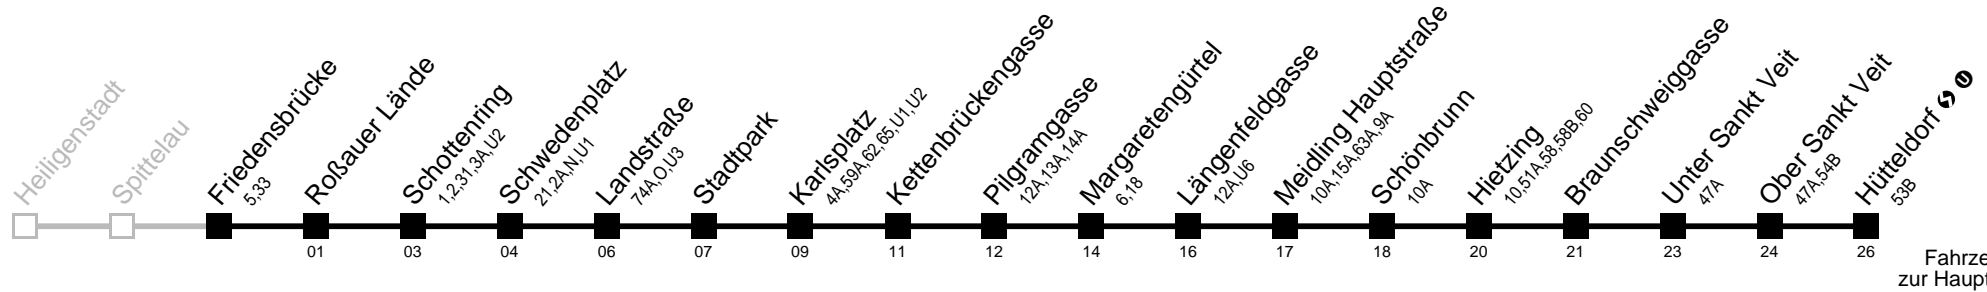 Heiligenstadt
Spittelau
Friedensbrücke
5,33
Roßauer Lände
01
Schottenring
1,2,31,3A,U2
03
Schwedenplatz
21,2A,N,U1
04
Landstraße
74A,O,U3
06
Stadtpark
07
Karlsplatz
4A,59A,62,65,U1,U2
09
Kettenbrückengasse
11
Pilgramgasse
12A,13A,14A
12
Margaretengürtel
6,18
14
Längenfeldgasse
12A,U6
16
Meidling Hauptstraße
10A,15A,63A,9A
17
Schönbrunn
10A
18
Hietzing
10,51A,58,58B,60
20
Braunschweiggasse
21
Unter Sankt Veit
47A
23
Ober Sankt Veit
47A,54B
24
Hütteldorf S U
53B
26
Fahrze
zur Haupt